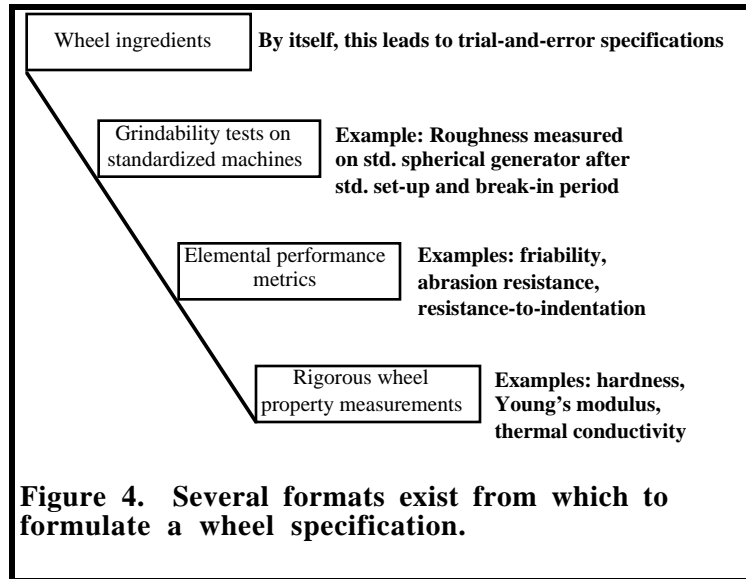 Wheel ingredients
By itself, this leads to trial-and-error specifications
Grindability tests on
standardized machines
Example: Roughness measured
on std. spherical generator after
std. set-up and break-in period
Elemental performance
metrics
Examples: friability,
abrasion resistance,
resistance-to-indentation
Rigorous wheel
property measurements
Examples: hardness,
Young's modulus,
thermal conductivity
Figure 4. Several formats exist from which to
formulate a wheel specification.